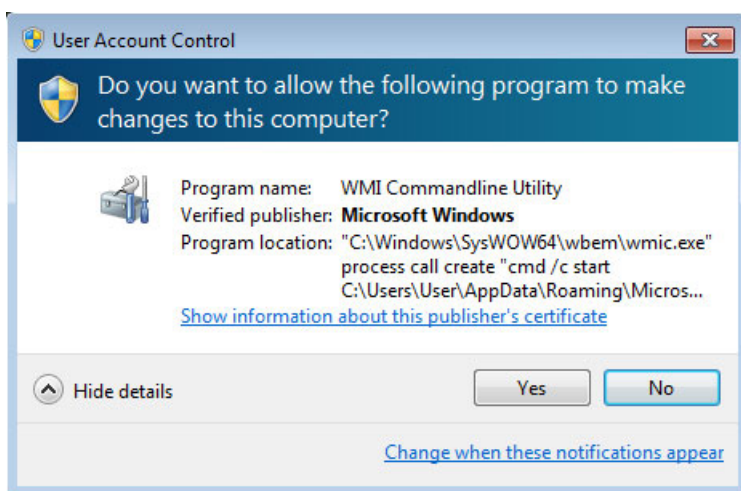 User Account Control
Do you want to allow the following program to make
changes to this computer?
Program name: WMI Commandline Utility
Verified publisher: Microsoft Windows
Program location: "C:\Windows\SysWOW64\wbem\wmic.exe"
process call create "cmd /c start
C:\Users\User\AppData\Roaming\Micros...
Show information about this publisher's certificate
Hide details
Yes
No
Change when these notifications appear